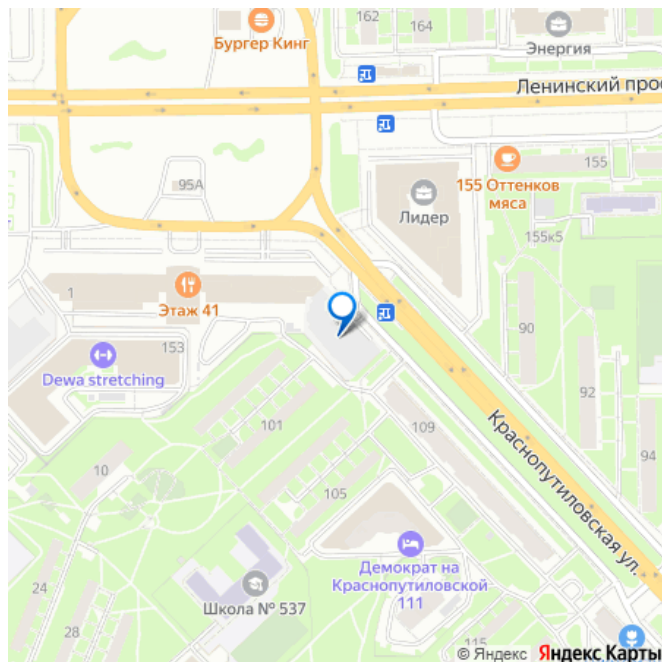 162
164
Бургер Кинг
Энергия
Ленинский прос
155
95А
155 Оттенков
мяса
Лидер
155к5
1
Этаж 41
90
153
Dewa stretching
92
101
109
Краснопутиловская ул.
94
10
105
Демократ на
Краснопутиловской
111
24
Школа № 537
28
115
© Яндекс Яндекс Карты